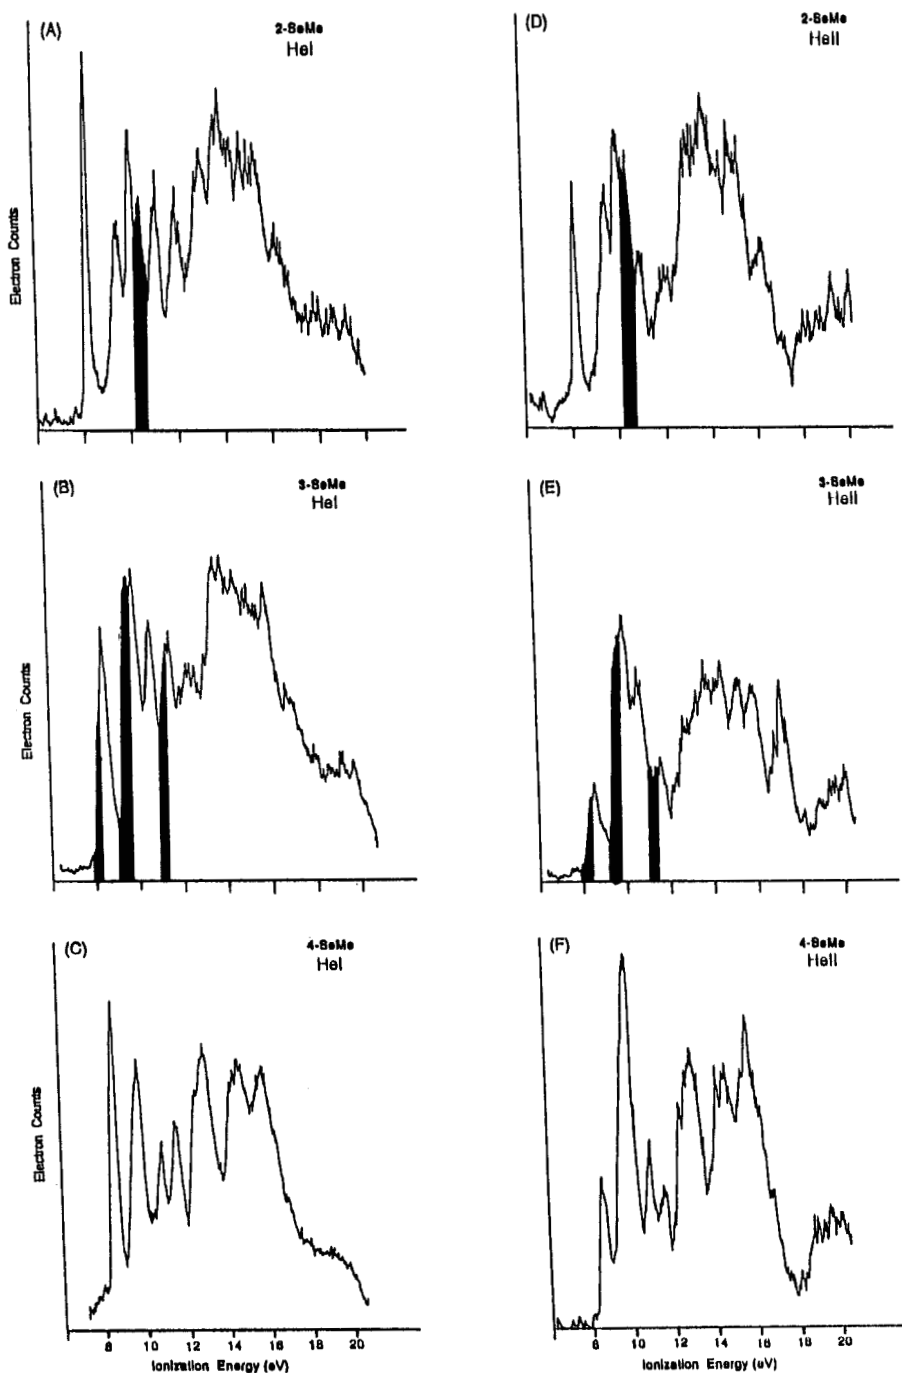 (A)
2-SeMe
HeI
(D)
2-SeMe
HeII
Electron Counts
(B)
3-SeMe
HeI
(E)
3-SeMe
HeII
Electron Counts
(C)
4-SeMe
HeI
(F)
4-SeMe
HeII
Electron Counts
8 10 12 14 16 18 20
8 10 12 14 16 18 20
Ionization Energy (eV)
Ionization Energy (eV)